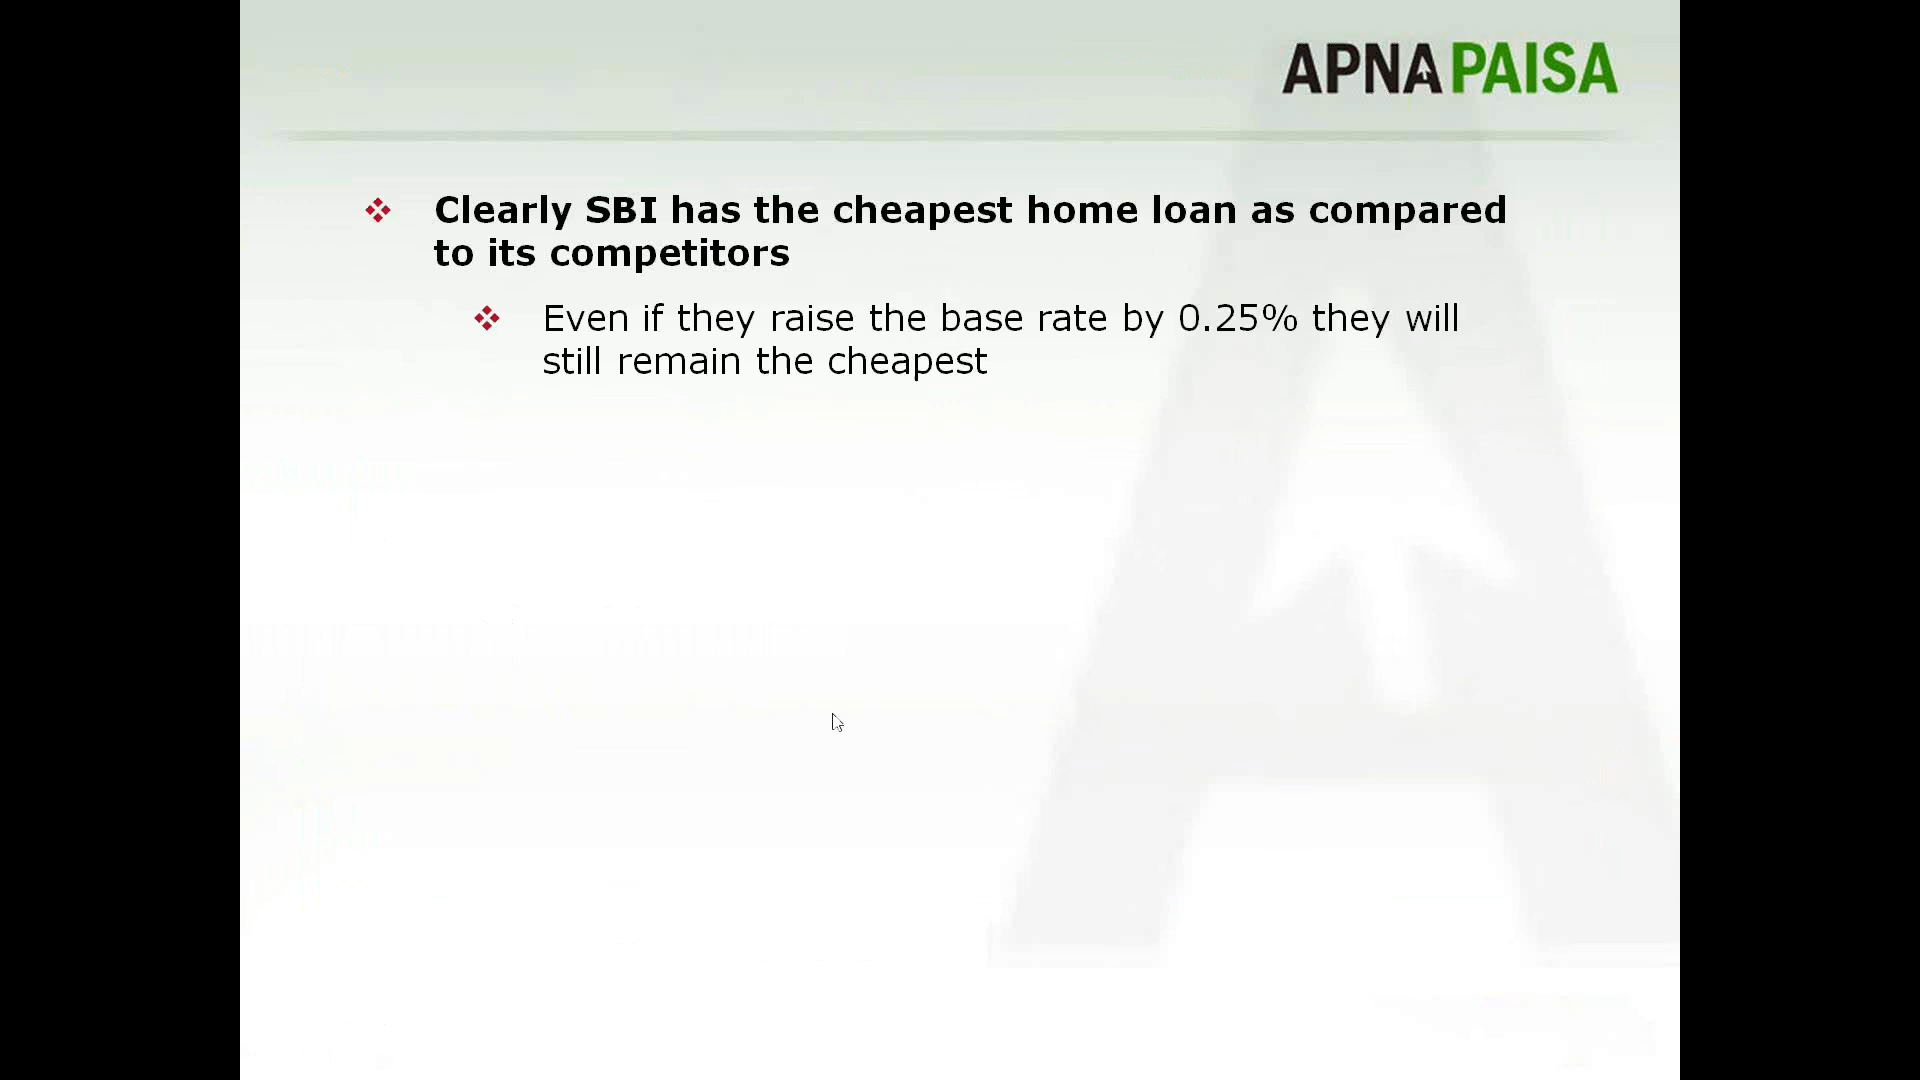 APNAPAISA
Clearly SBI has the cheapest home loan as compared
to its competitors
Even if they raise the base rate by 0.25% they will
still remain the cheapest